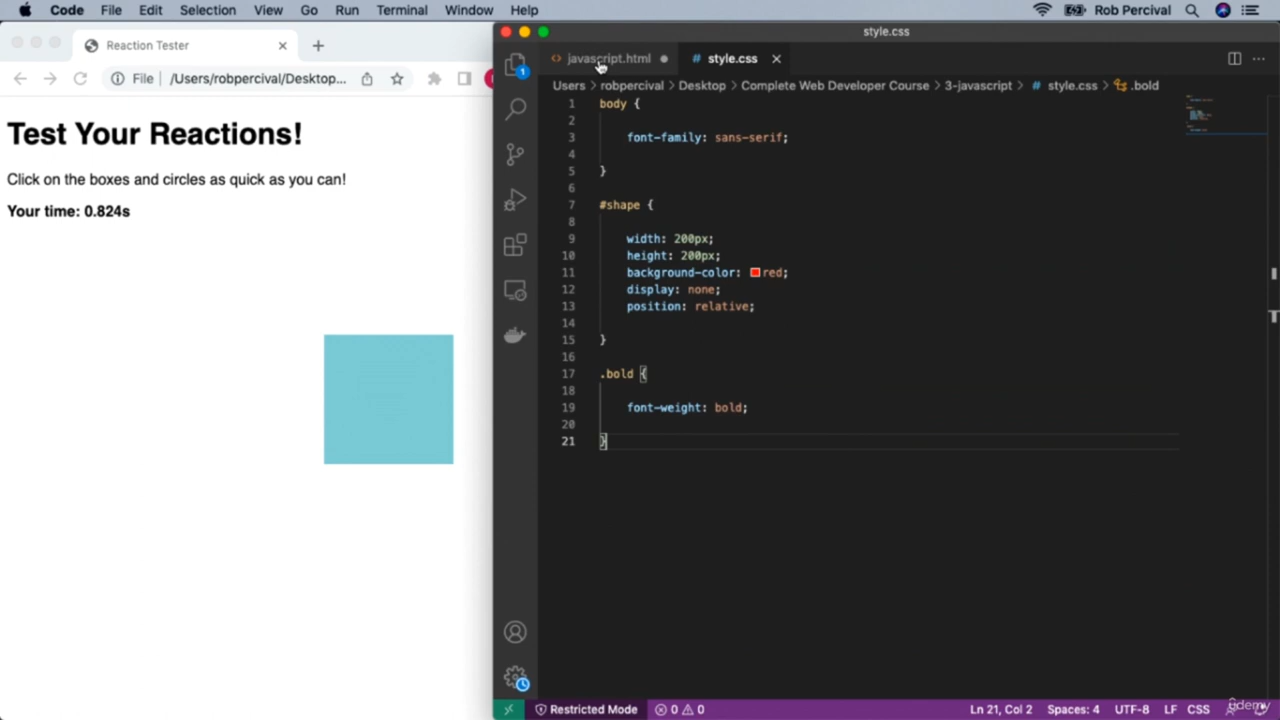 Code File Edit Selection View Go Run Terminal Window Help Rob Percival
Reaction Tester
File /Users/robpercival/Desktop...
Test Your Reactions!
Click on the boxes and circles as quick as you can!
Your time: 0.824s
style.css
javascript.html # style.css
Users > robpercival > Desktop > Complete Web Developer Course > 3-javascript > # style.css > .bold
1 body {
2
3 font-family: sans-serif;
4
5 }
6
7 #shape {
8
9 width: 200px;
10 height: 200px;
11 background-color: red;
12 display: none;
13 position: relative;
14
15 }
16
17 .bold {
18
19 font-weight: bold;
20
21 }
1
Restricted Mode 0 0 Ln 21, Col 2 Spaces: 4 UTF-8 LF CSS
ûdemy